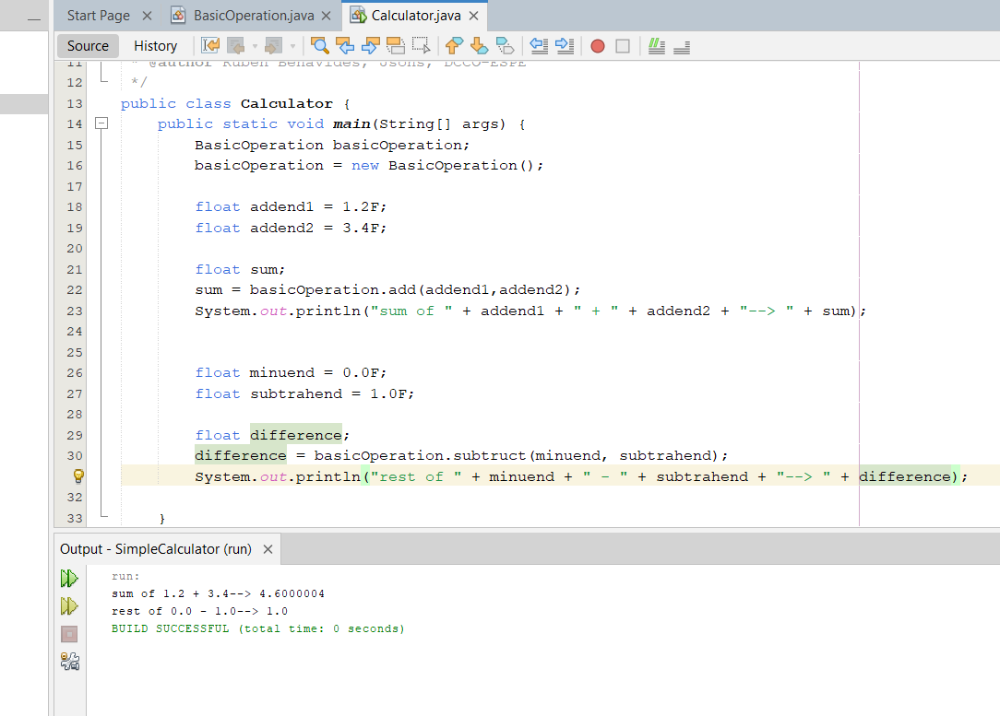 Start Page
BasicOperation.java
Calculator.java
Source
History
11 * @author Ruben Benavides, Jsons, DCCO-ESPE
12 */
13 public class Calculator {
14 public static void main(String[] args) {
15 BasicOperation basicOperation;
16 basicOperation = new BasicOperation();
17
18 float addend1 = 1.2F;
19 float addend2 = 3.4F;
20
21 float sum;
22 sum = basicOperation.add(addend1,addend2);
23 System.out.println("sum of " + addend1 + " + " + addend2 + "--> " + sum);
24
25
26 float minuend = 0.0F;
27 float subtrahend = 1.0F;
28
29 float difference;
30 difference = basicOperation.subtruct(minuend, subtrahend);
System.out.println("rest of " + minuend + " - " + subtrahend + "--> " + difference);
32
33 }
Output - SimpleCalculator (run)
run:
sum of 1.2 + 3.4--> 4.6000004
rest of 0.0 - 1.0--> 1.0
BUILD SUCCESSFUL (total time: 0 seconds)